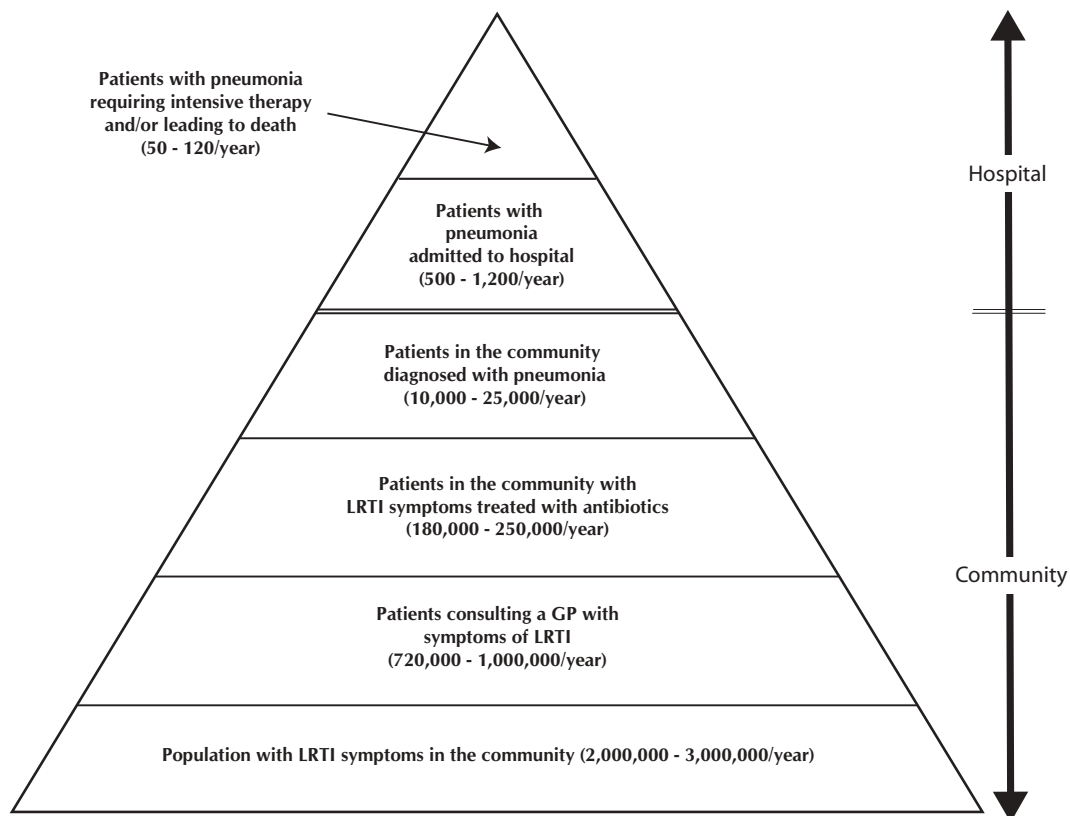 Patients with pneumonia
requiring intensive therapy
and/or leading to death
(50 - 120/year)
Hospital
Patients with
pneumonia
admitted to hospital
(500 - 1,200/year)
Patients in the community
diagnosed with pneumonia
(10,000 - 25,000/year)
Patients in the community with
LRTI symptoms treated with antibiotics
(180,000 - 250,000/year)
Community
Patients consulting a GP with
symptoms of LRTI
(720,000 - 1,000,000/year)
Population with LRTI symptoms in the community (2,000,000 - 3,000,000/year)